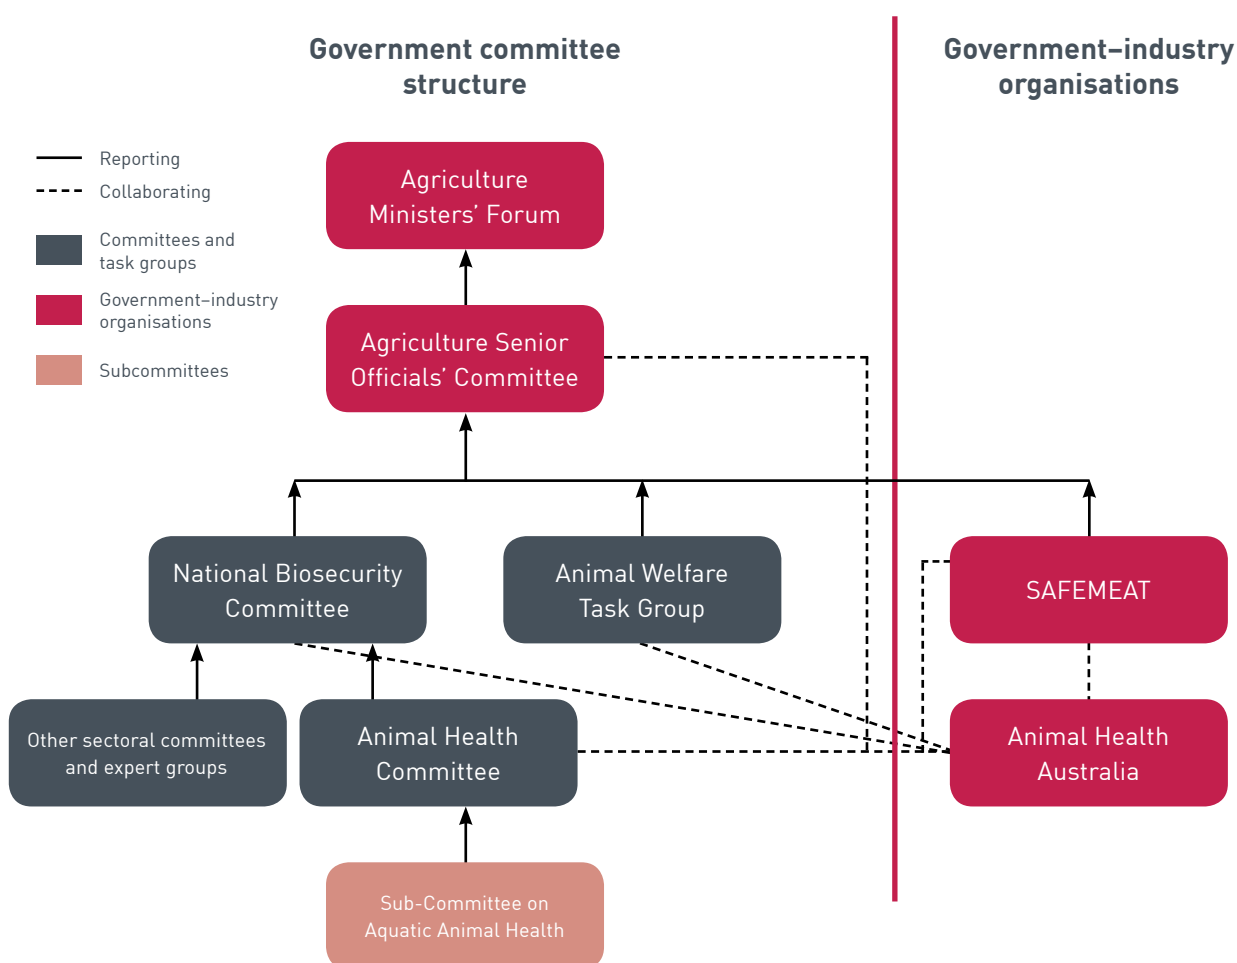 Government committee
structure
Government–industry
organisations
Reporting
Collaborating
Committees and
task groups
Government–industry
organisations
Subcommittees
Agriculture
Ministers’ Forum
Agriculture Senior
Officials’ Committee
National Biosecurity
Committee
Animal Welfare
Task Group
SAFEMEAT
Other sectoral committees
and expert groups
Animal Health
Committee
Animal Health
Australia
Sub-Committee on
Aquatic Animal Health